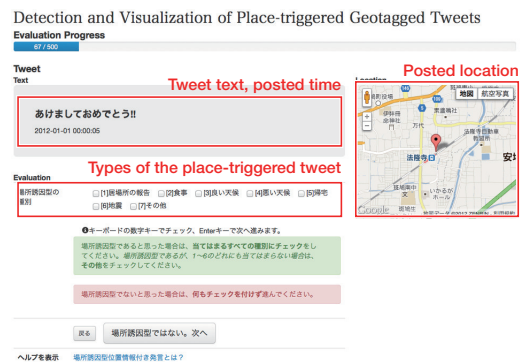 Detection and Visualization of Place-triggered Geotagged Tweets
Evaluation Progress
67 / 500
Tweet
Text
Tweet text, posted time
あけましておめでとう!!
2012-01-01 00:00:05
Location
Posted location
地図 航空写真
法隆寺
いかるがホール
Google
Types of the place-triggered tweet
Evaluation
場所誘因型の種別
[1]居場所の報告 [2]食事 [3]良い天候 [4]悪い天候 [5]帰宅
[6]地震 [7]その他
キーボードの数字キーでチェック、Enterキーで次へ進みます。
場所誘因型であると思った場合は、当てはまるすべての種別にチェックをし
てください。場所誘因型であるが、1~6のどれにも当てはまらない場合は、
その他をチェックしてください。
場所誘因型でないと思った場合は、何もチェックを付けず進んでください。
戻る 場所誘因型ではない。次へ
ヘルプを表示 場所誘因型位置情報付き発言とは？